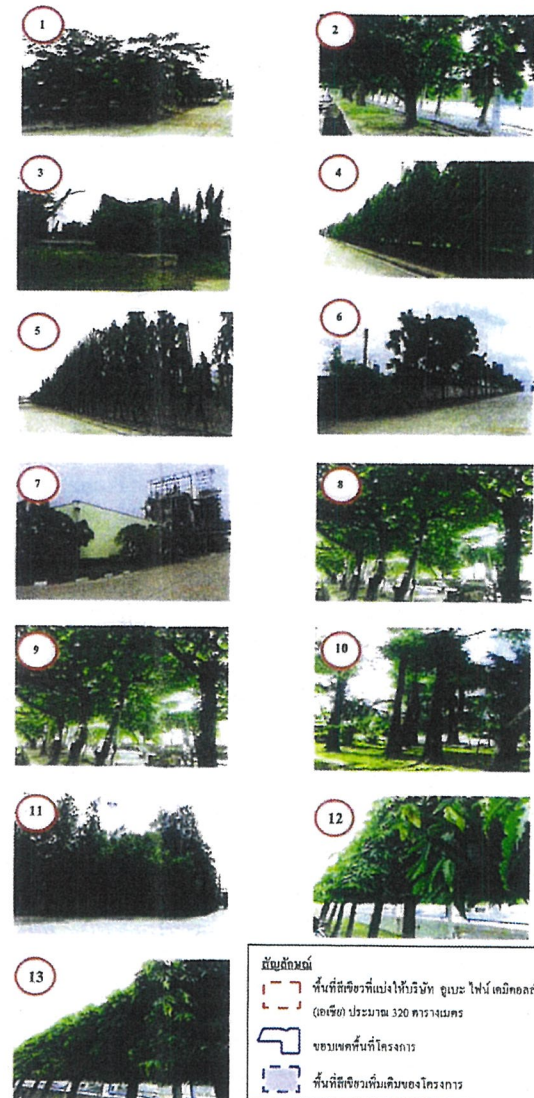 1
2
3
4
5
6
7
8
9
10
11
12
13
สัญลักษณ์
พื้นที่สีเขียวที่แบ่งให้บริษัท อูเบะ ไฟน์ เคมิคอลส์
(เอเชีย) ประมาณ 320 ตารางเมตร
ขอบเขตพื้นที่โครงการ
พื้นที่สีเขียวเพิ่มเติมของโครงการ